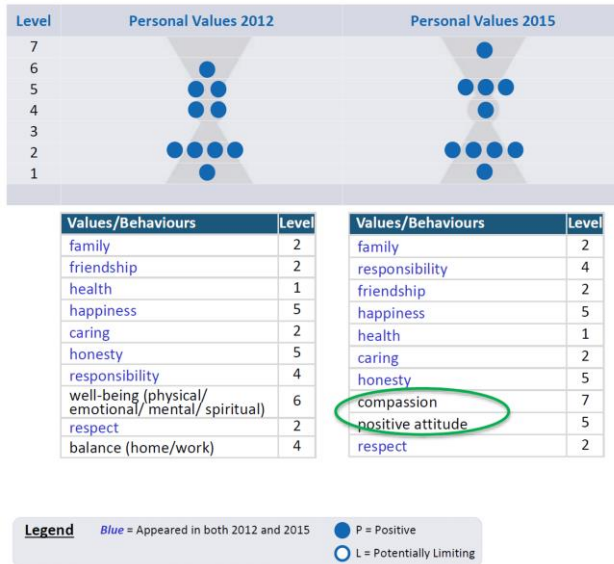 Level Personal Values 2012 Personal Values 2015
7
6
5
4
3
2
1
Values/Behaviours Level
family 2
friendship 2
health 1
happiness 5
caring 2
honesty 5
responsibility 4
well-being (physical/
emotional/ mental/ spiritual) 6
respect 2
balance (home/work) 4
Values/Behaviours Level
family 2
responsibility 4
friendship 2
happiness 5
health 1
caring 2
honesty 5
compassion 7
positive attitude 5
respect 2
Legend Blue = Appeared in both 2012 and 2015 P = Positive
L = Potentially Limiting